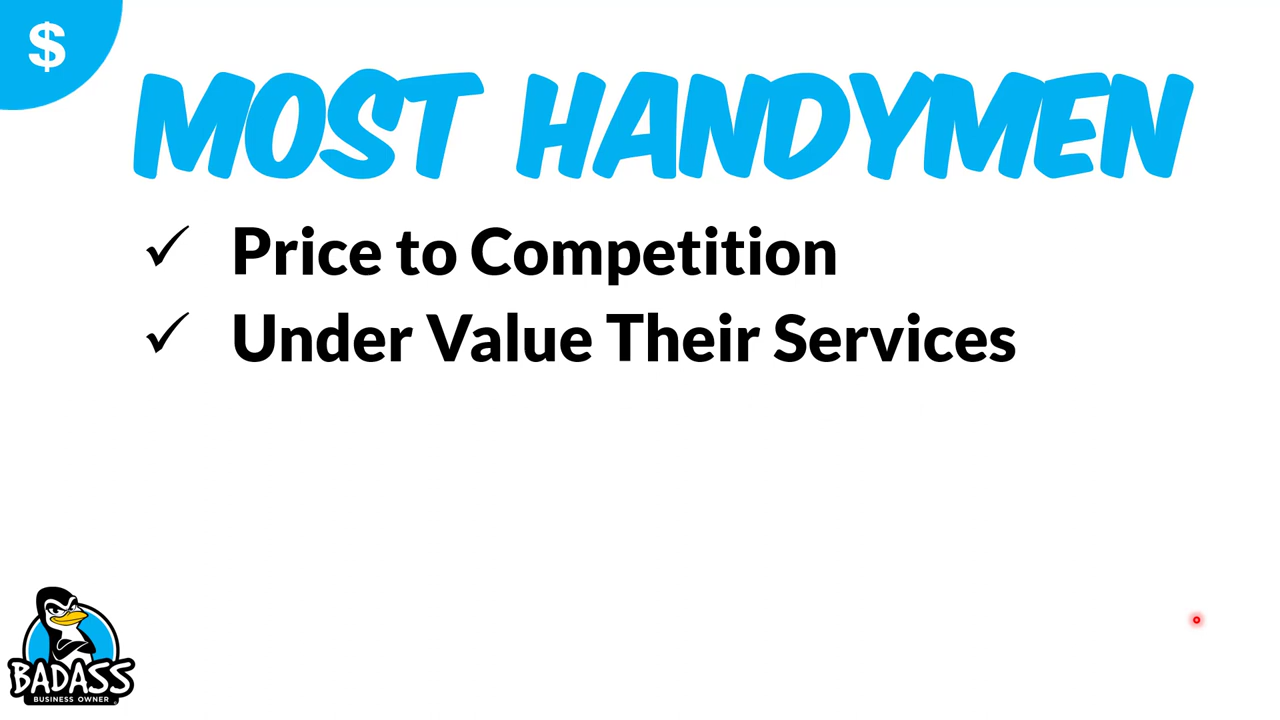 $
MOST HANDYMEN
✓ Price to Competition
✓ Under Value Their Services
BADASS
BUSINESS OWNER